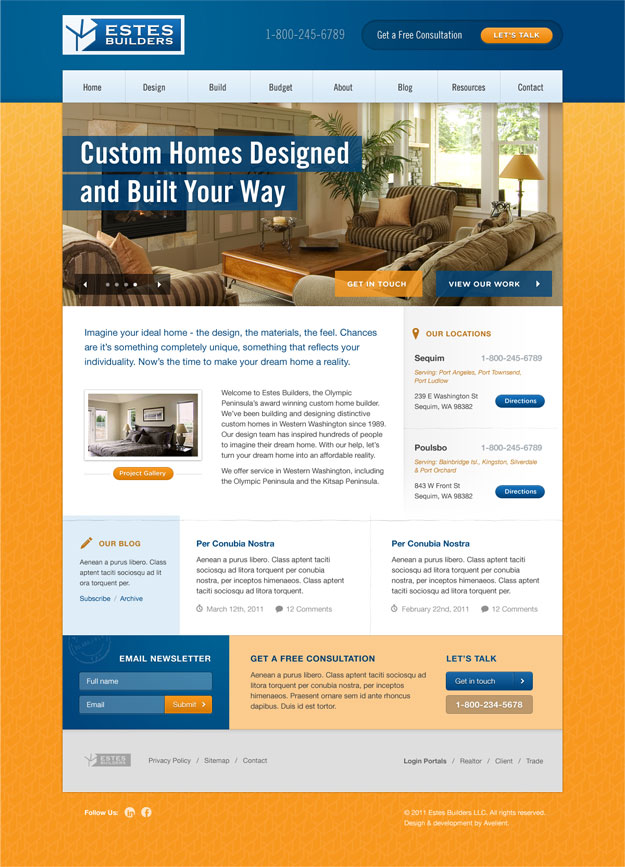 ESTES
BUILDERS
1-800-245-6789
Get a Free Consultation
LET'S TALK
Home
Design
Build
Budget
About
Blog
Resources
Contact
Custom Homes Designed
and Built Your Way
GET IN TOUCH
VIEW OUR WORK
Imagine your ideal home - the design, the materials, the feel. Chances
are it's something completely unique, something that reflects your
individuality. Now's the time to make your dream home a reality.
Project Gallery
Welcome to Estes Builders, the Olympic
Peninsula's award winning custom home builder.
We've been building and designing distinctive
custom homes in Western Washington since 1989.
Our design team has inspired hundreds of people
to imagine their dream home. With our help, let's
turn your dream home into an affordable reality.
We offer service in Western Washington, including
the Olympic Peninsula and the Kitsap Peninsula.
OUR LOCATIONS
Sequim 1-800-245-6789
Serving: Port Angeles, Port Townsend,
Port Ludlow
239 E Washington St
Sequim, WA 98382
Directions
Poulsbo 1-800-245-6789
Serving: Bainbridge Isl., Kingston, Silverdale
& Port Orchard
843 W Front St
Sequim, WA 98382
Directions
OUR BLOG
Aenean a purus libero. Class
aptent taciti sociosqu ad lit
ora torquent per.
Subscribe / Archive
Per Conubia Nostra
Aenean a purus libero. Class aptent taciti
sociosqu ad litora torquent per conubia
nostra, per inceptos himenaeos. Class aptent
taciti sociosqu ad litora torquent.
March 12th, 2011 12 Comments
Per Conubia Nostra
Aenean a purus libero. Class aptent taciti
sociosqu ad litora torquent per conubia
nostra, per inceptos himenaeos. Class aptent
taciti sociosqu ad litora torquent.
February 22nd, 2011 12 Comments
EMAIL NEWSLETTER
Full name
Email
Submit
GET A FREE CONSULTATION
Aenean a purus libero. Class aptent taciti sociosqu ad
litora torquent per conubia nostra, per inceptos
himenaeos. Praesent ornare sem id ante rhoncus
dapibus. Duis id est tortor.
LET'S TALK
Get in touch
1-800-234-5678
ESTES
BUILDERS
Privacy Policy / Sitemap / Contact
Login Portals / Realtor / Client / Trade
Follow Us:
© 2011 Estes Builders LLC. All rights reserved.
Design & development by Avelient.